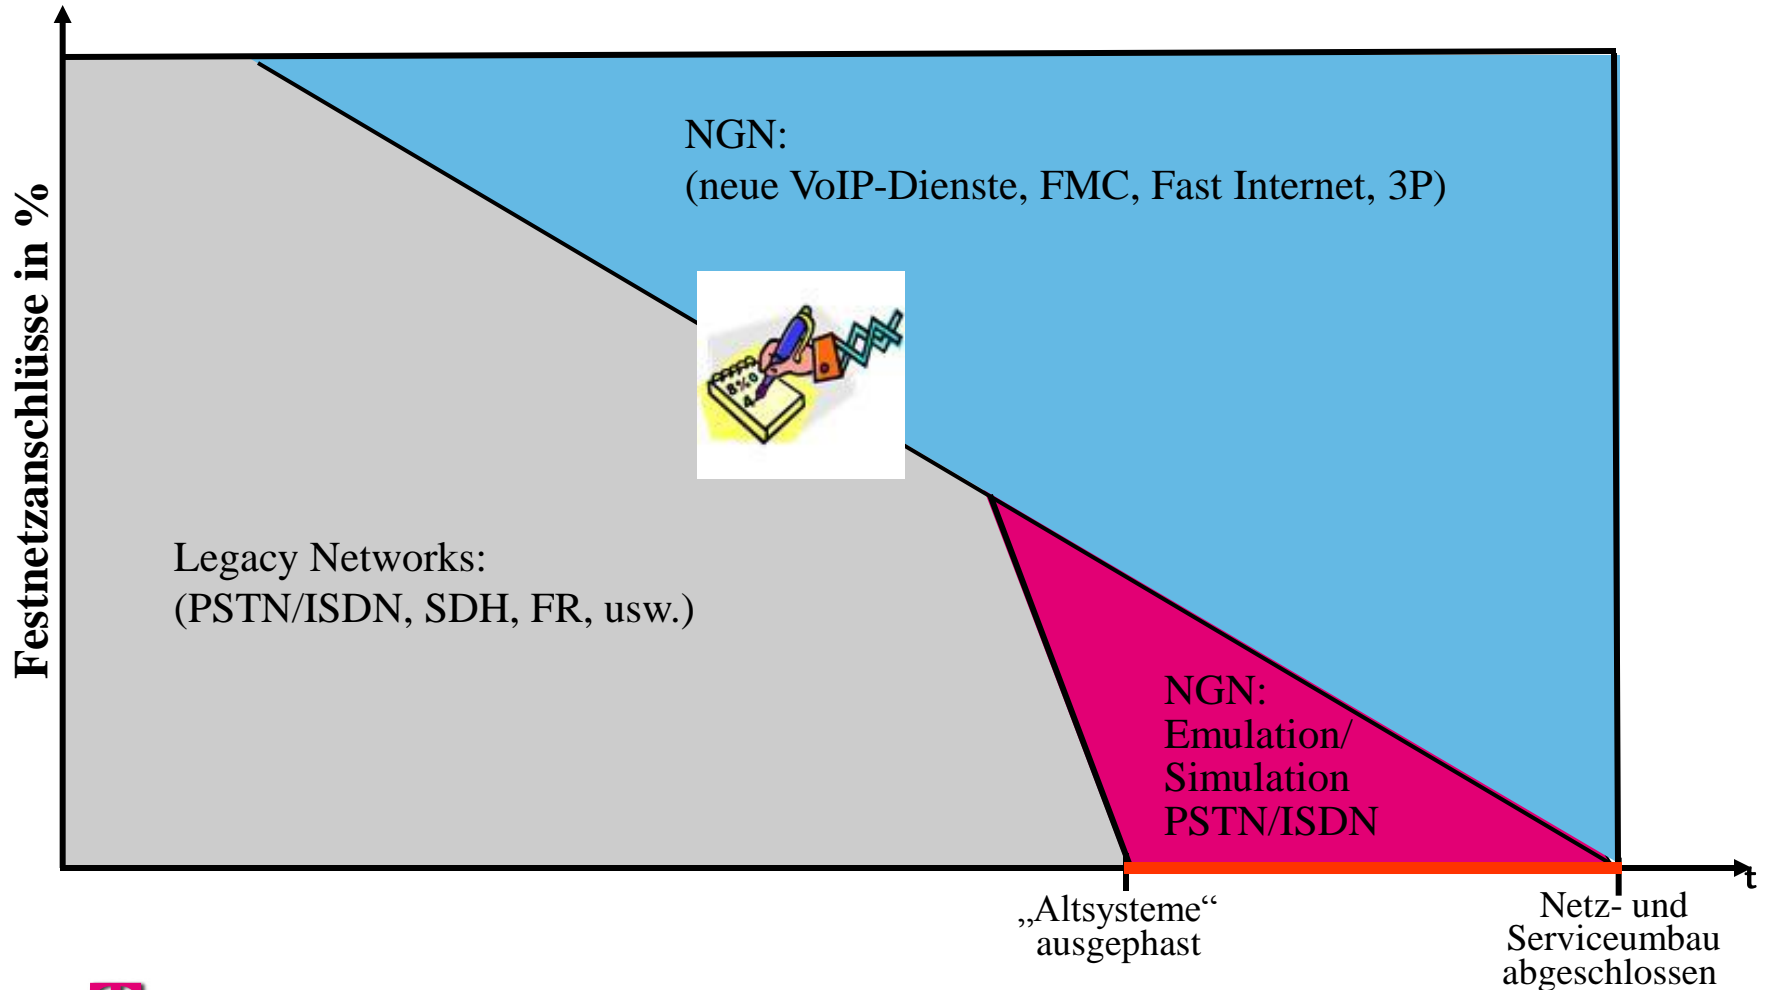 Festnetzanschlüsse in %
NGN:
(neue VoIP-Dienste, FMC, Fast Internet, 3P)
Legacy Networks:
(PSTN/ISDN, SDH, FR, usw.)
NGN:
Emulation/
Simulation
PSTN/ISDN
t
„Altsysteme“
ausgephast
Netz- und
Serviceumbau
abgeschlossen